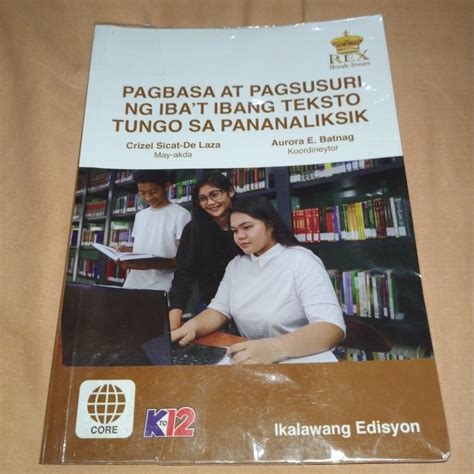 REX
Book Store
PAGBASA AT PAGSUSURI
NG IBA'T IBANG TEKSTO
TUNGO SA PANANALIKSIK
Crizel Sicat-De Laza
May-akda
Aurora E. Batnag
Koordineytor
CORE
K TO 12
Ikalawang Edisyon